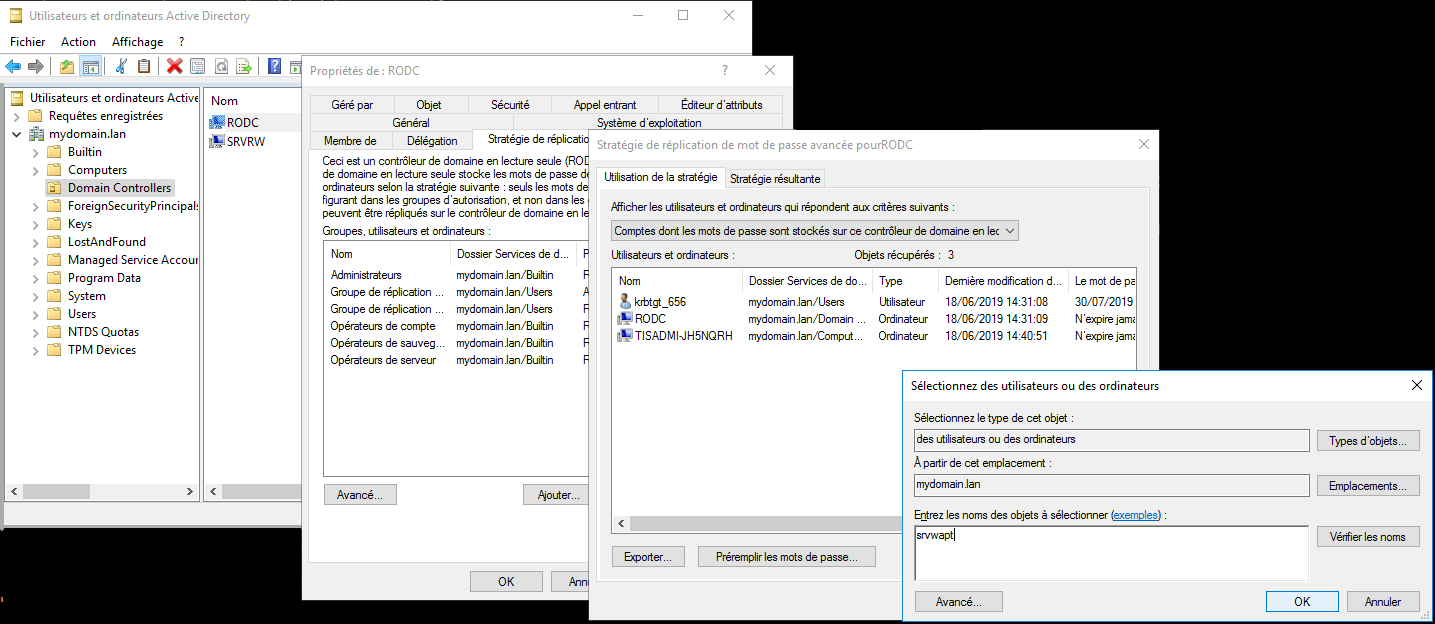 Utilisateurs et ordinateurs Active Directory
Fichier Action Affichage ?
Utilisateurs et ordinateurs Active
Requêtes enregistrées
mydomain.lan
Builtin
Computers
Domain Controllers
ForeignSecurityPrincipals
Keys
LostAndFound
Managed Service Accour
Program Data
System
Users
NTDS Quotas
TPM Devices
Nom
RODC
SRVRW
Propriétés de : RODC
?
Géré par Objet Sécurité Appel entrant Éditeur d'attributs
Général Système d'exploitation
Membre de Délégation Stratégie de réplication
Ceci est un contrôleur de domaine en lecture seule (ROD
de domaine en lecture seule stocke les mots de passe de
ordinateurs selon la stratégie suivante : seuls les mots de
figurant dans les groupes d'autorisation, et non dans les g
peuvent être répliqués sur le contrôleur de domaine en le
Groupes, utilisateurs et ordinateurs :
Nom Dossier Services de d... P
Administrateurs mydomain.lan/Builtin R
Groupe de réplication ... mydomain.lan/Users A
Groupe de réplication ... mydomain.lan/Users R
Opérateurs de compte mydomain.lan/Builtin R
Opérateurs de sauveg... mydomain.lan/Builtin R
Opérateurs de serveur mydomain.lan/Builtin R
Avancé... Ajouter...
OK Annu
Stratégie de réplication de mot de passe avancée pourRODC
Utilisation de la stratégie Stratégie résultante
Afficher les utilisateurs et ordinateurs qui répondent aux critères suivants :
Comptes dont les mots de passe sont stockés sur ce contrôleur de domaine en lec
Utilisateurs et ordinateurs : Objets récupérés : 3
Nom Dossier Services de do... Type Dernière modification d... Le mot de pa
krbtgt_656 mydomain.lan/Users Utilisateur 18/06/2019 14:31:08 30/07/2019
RODC mydomain.lan/Domain ... Ordinateur 18/06/2019 14:31:09 N'expire jama
TISADMI-JH5NQRH mydomain.lan/Comput... Ordinateur 18/06/2019 14:40:51 N'expire jama
Exporter... Préremplir les mots de passe...
Sélectionnez des utilisateurs ou des ordinateurs
Sélectionnez le type de cet objet :
des utilisateurs ou des ordinateurs Types d'objets...
À partir de cet emplacement :
mydomain.lan Emplacements...
Entrez les noms des objets à sélectionner (exemples) :
srvwapt Vérifier les noms
Avancé... OK Annuler